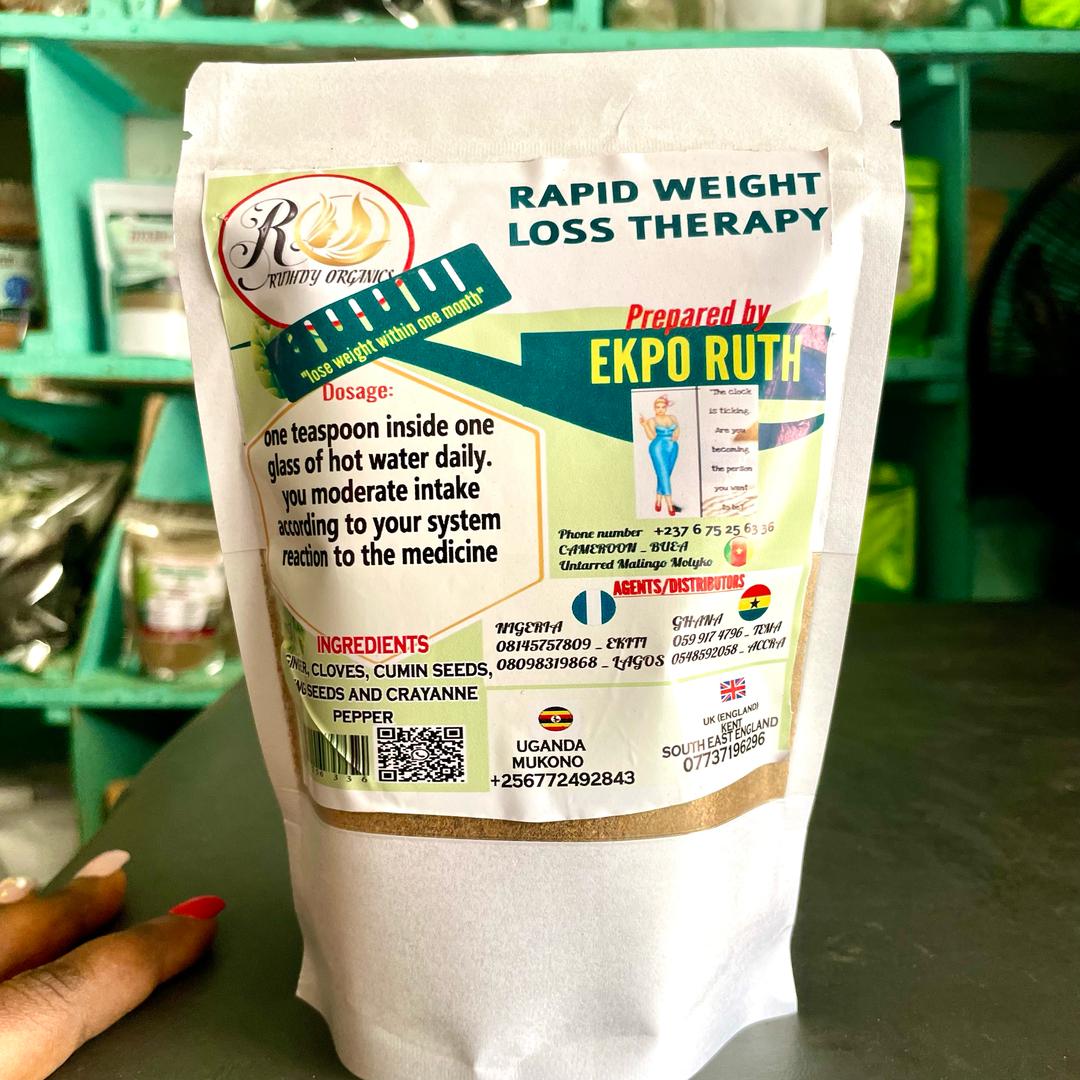 RUHDY ORGANICS
RAPID WEIGHT
LOSS THERAPY
"lose weight within one month"
Prepared by
EKPO RUTH
The clock
is ticking.
Are you
becoming
the person
you want
to be?
Dosage:
one teaspoon inside one
glass of hot water daily.
you moderate intake
according to your system
reaction to the medicine
Phone number +237 6 75 25 63 36
CAMEROON _ BUEA
Untarred Malingo Molyko
AGENTS/DISTRIBUTORS
NIGERIA
08145757809 _ EKITI
08098319868 _ LAGOS
GHANA
059 917 4796 _ TEMA
0548592058 _ ACCRA
INGREDIENTS
CLOVES, CUMIN SEEDS,
SEEDS AND CRAYANNE
PEPPER
UGANDA
MUKONO
+256772492843
UK (ENGLAND)
KENT
SOUTH EAST ENGLAND
07737196296